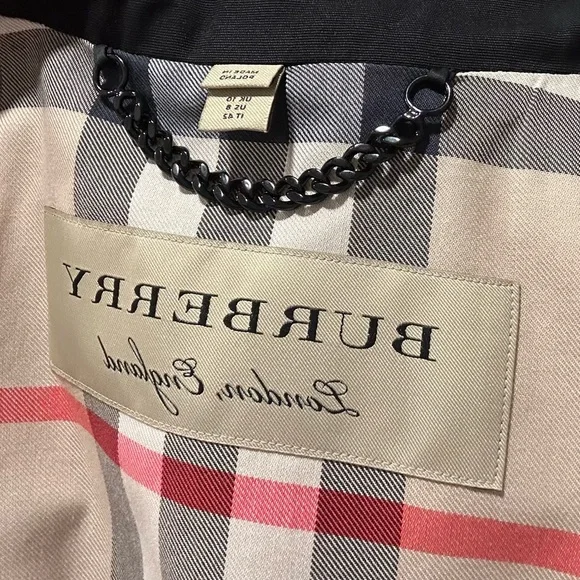 MADE IN
POLAND
UK 10
US 8
IT 42
BURBERRY
London, England